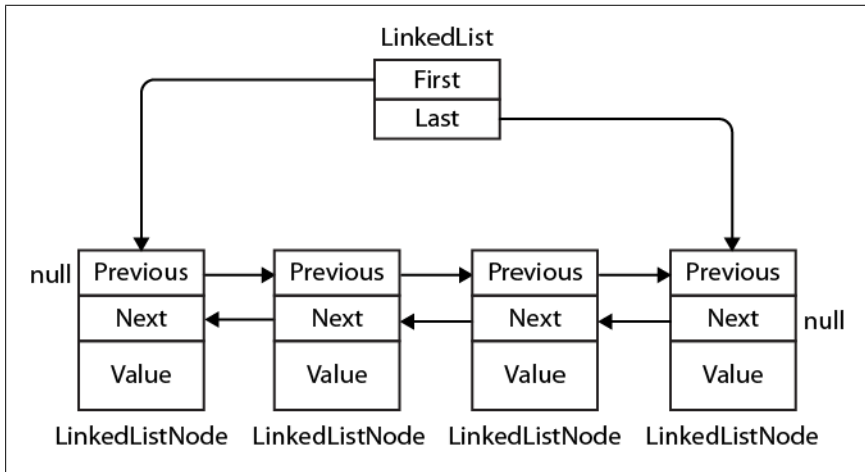 LinkedList
First
Last
null Previous Previous Previous Previous
Next Next Next Next null
Value Value Value Value
LinkedListNode LinkedListNode LinkedListNode LinkedListNode